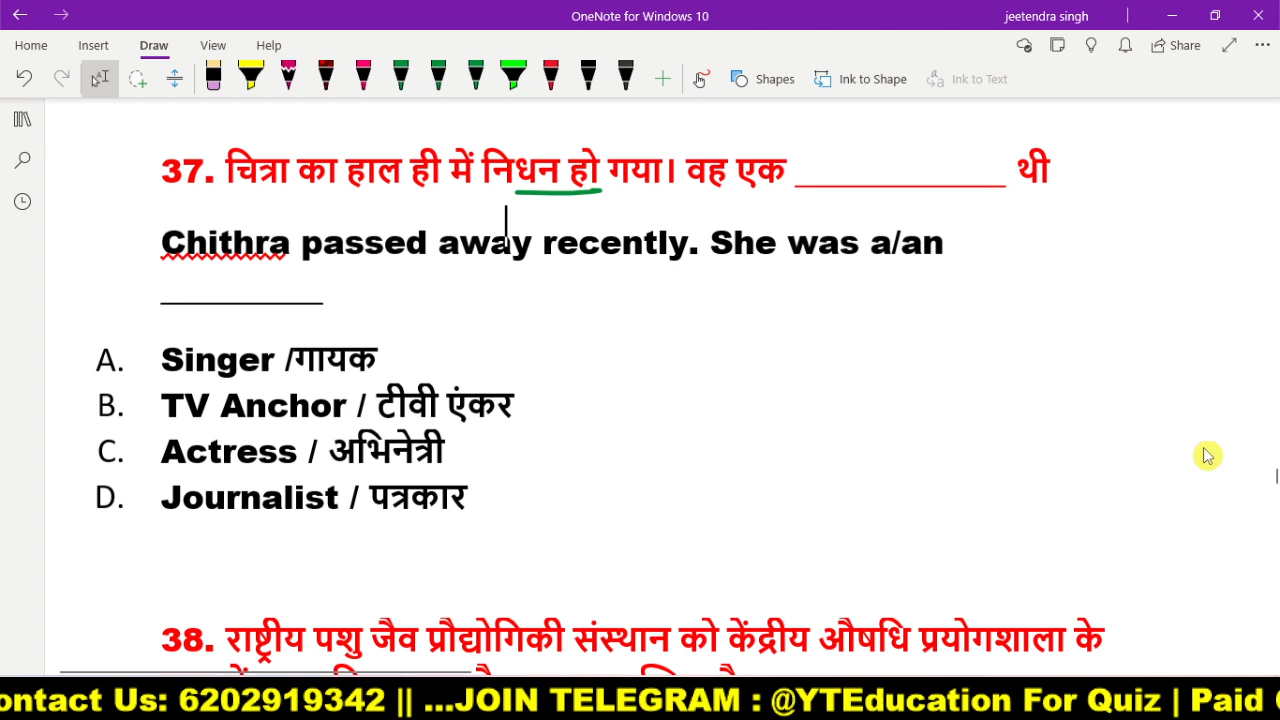 OneNote for Windows 10
jeetendra singh
Home Insert Draw View Help
Share
Shapes Ink to Shape Ink to Text
37. चित्रा का हाल ही में निधन हो गया। वह एक ____________ थी
Chithra passed away recently. She was a/an
__________
A. Singer /गायक
B. TV Anchor / टीवी एंकर
C. Actress / अभिनेत्री
D. Journalist / पत्रकार
38. राष्ट्रीय पशु जैव प्रौद्योगिकी संस्थान को केंद्रीय औषधि प्रयोगशाला के
ontact Us: 6202919342 || ...JOIN TELEGRAM : @YTEducation For Quiz | Paid